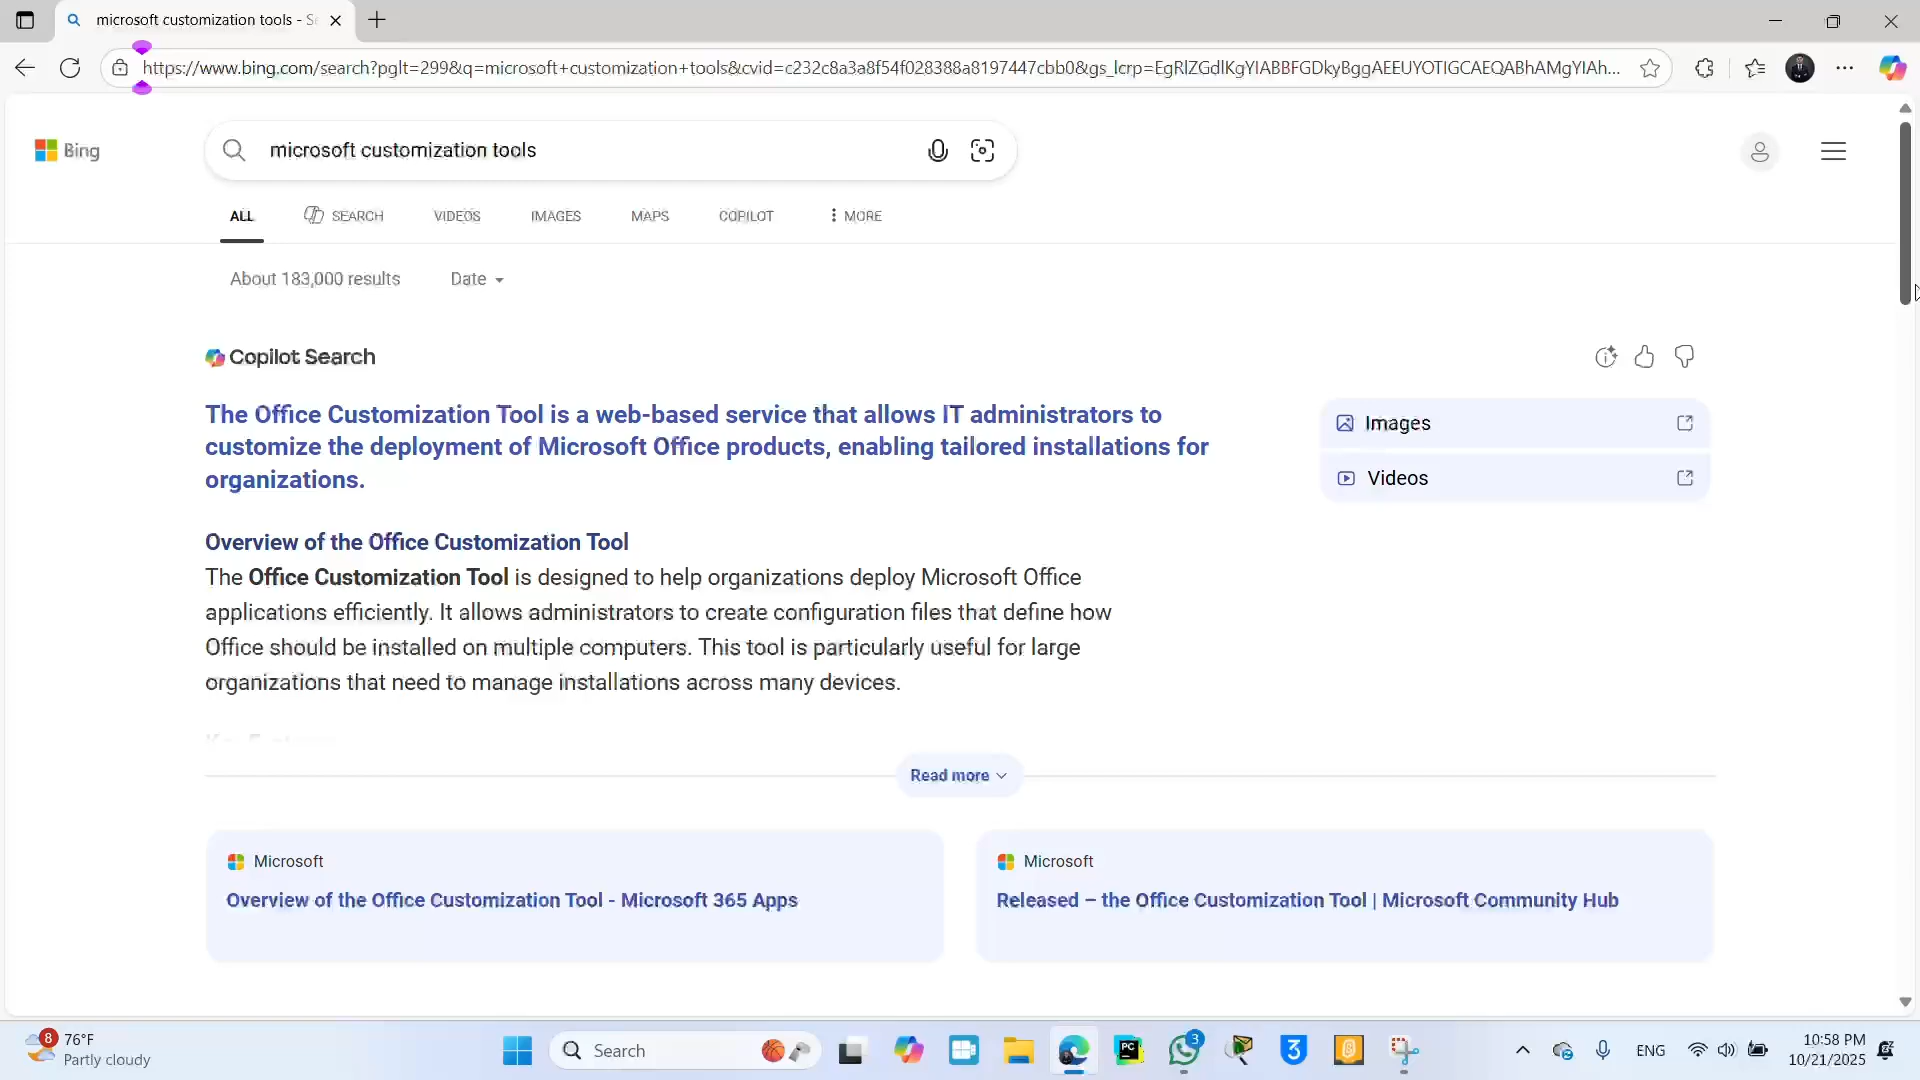 microsoft customization tools - Se
https://www.bing.com/search?pglt=299&q=microsoft+customization+tools&cvid=c232c8a3a8f54f028388a8197447cbb0&gs_lcrp=EgRlZGdlKgYIABBFGDkyBggAEEUYOTIGCAEQABhAMgYIAh...
Bing
microsoft customization tools
ALL SEARCH VIDEOS IMAGES MAPS COPILOT MORE
About 183,000 results Date
Copilot Search
The Office Customization Tool is a web-based service that allows IT administrators to
customize the deployment of Microsoft Office products, enabling tailored installations for
organizations.
Images
Videos
Overview of the Office Customization Tool
The Office Customization Tool is designed to help organizations deploy Microsoft Office
applications efficiently. It allows administrators to create configuration files that define how
Office should be installed on multiple computers. This tool is particularly useful for large
organizations that need to manage installations across many devices.
Read more
Microsoft
Overview of the Office Customization Tool - Microsoft 365 Apps
Microsoft
Released – the Office Customization Tool | Microsoft Community Hub
8
76°F
Partly cloudy
Search
PC
3
3
ENG
10:58 PM
10/21/2025